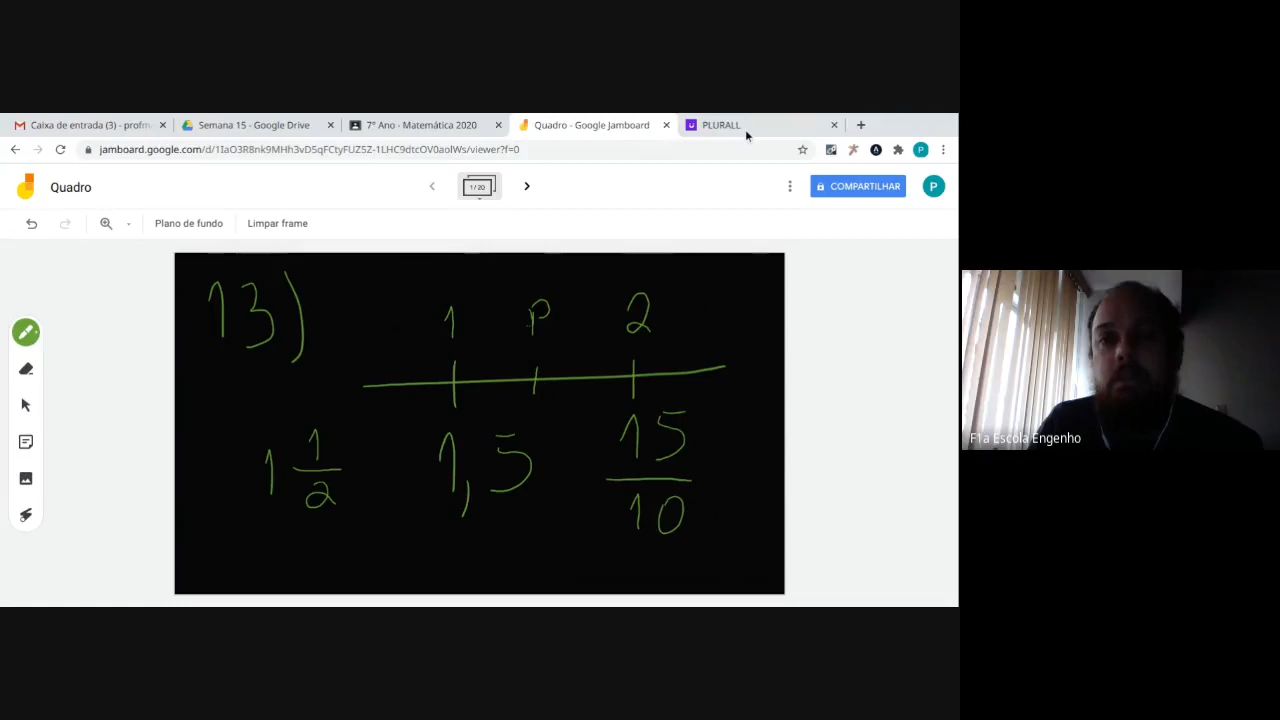 Caixa de entrada (3) - profm
Semana 15 - Google Drive
7º Ano - Matemática 2020
Quadro - Google Jamboard
PLURALL
jamboard.google.com/d/1IaO3R8nk9MHh3vD5qFCtyFUZ5Z-1LHC9dtcOV0aolWs/viewer?f=0
Quadro
1 / 20
COMPARTILHAR
P
Plano de fundo
Limpar frame
13)
1 P 2
1 1/2 1,5 15/10
F1a Escola Engenho